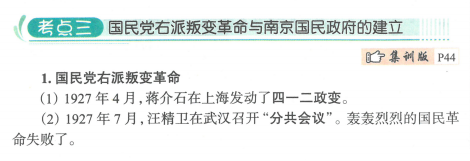 考点三 国民党右派叛变革命与南京国民政府的建立
集训版 P44
1. 国民党右派叛变革命
(1) 1927 年 4 月，蒋介石在上海发动了四一二政变。
(2) 1927 年 7 月，汪精卫在武汉召开“分共会议”。轰轰烈烈的国民革
命失败了。